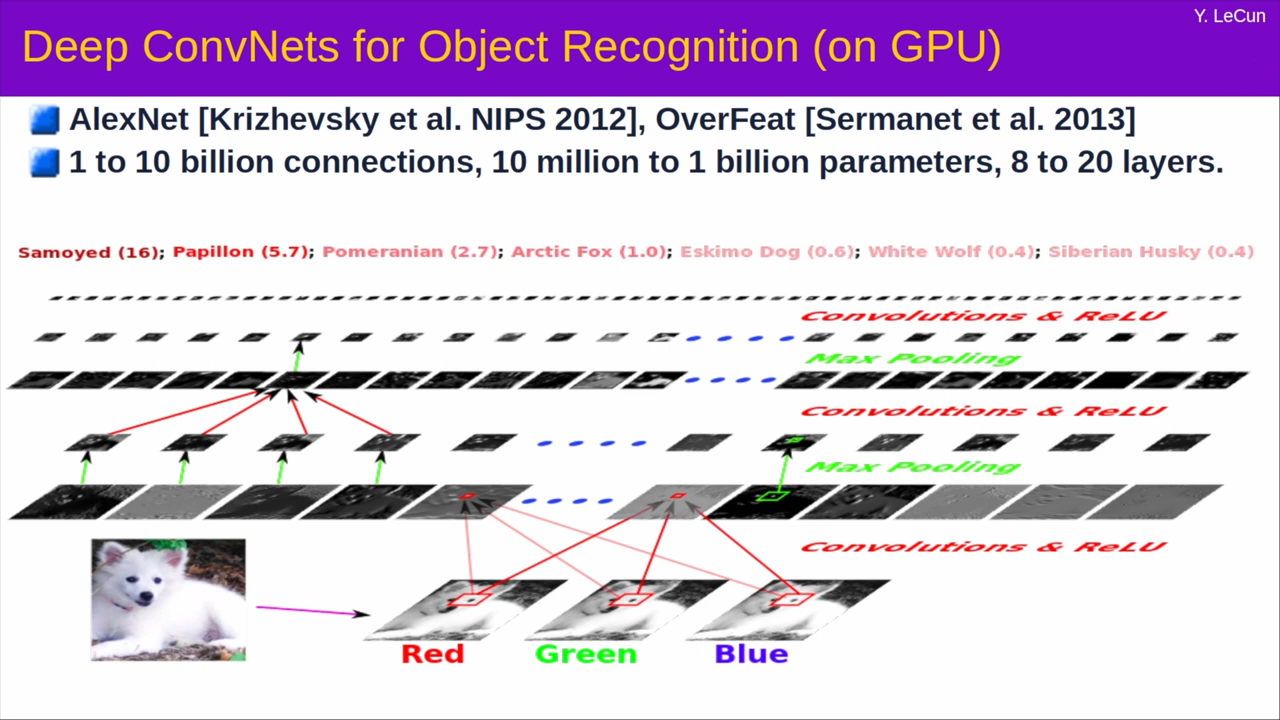 Y. LeCun
Deep ConvNets for Object Recognition (on GPU)
AlexNet [Krizhevsky et al. NIPS 2012], OverFeat [Sermanet et al. 2013]
1 to 10 billion connections, 10 million to 1 billion parameters, 8 to 20 layers.
Samoyed (16); Papillon (5.7); Pomeranian (2.7); Arctic Fox (1.0); Eskimo Dog (0.6); White Wolf (0.4); Siberian Husky (0.4)
Convolutions & ReLU
Max Pooling
Convolutions & ReLU
Max Pooling
Convolutions & ReLU
Red Green Blue